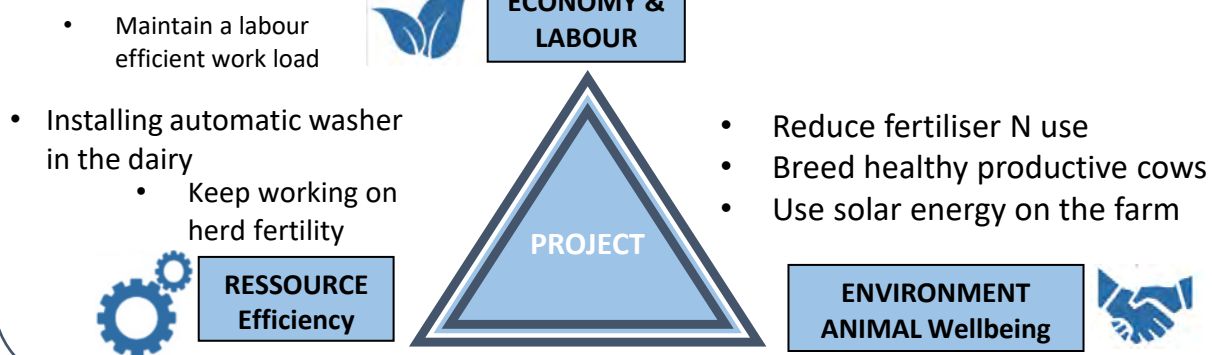 ECONOMY &
LABOUR
• Maintain a labour
efficient work load
• Installing automatic washer
in the dairy
• Keep working on
herd fertility
• Reduce fertiliser N use
• Breed healthy productive cows
• Use solar energy on the farm
PROJECT
RESSOURCE
Efficiency
ENVIRONMENT
ANIMAL Wellbeing